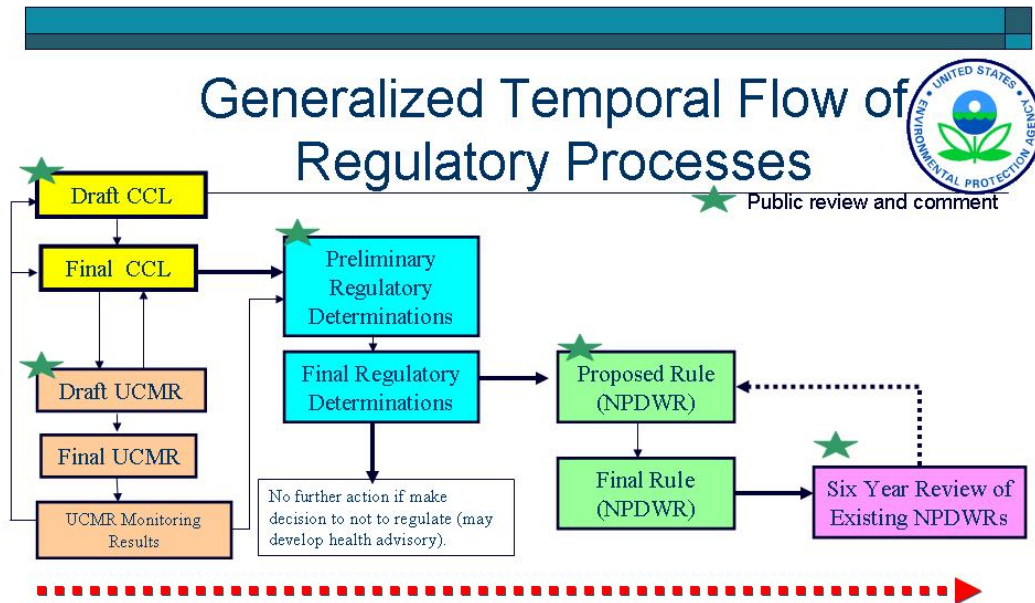 Generalized Temporal Flow of
Regulatory Processes
UNITED STATES
ENVIRONMENTAL PROTECTION AGENCY
Public review and comment
Draft CCL
Final CCL
Draft UCMR
Final UCMR
UCMR Monitoring
Results
Preliminary
Regulatory
Determinations
Final Regulatory
Determinations
No further action if make
decision to not to regulate (may
develop health advisory).
Proposed Rule
(NPDWR)
Final Rule
(NPDWR)
Six Year Review of
Existing NPDWRs